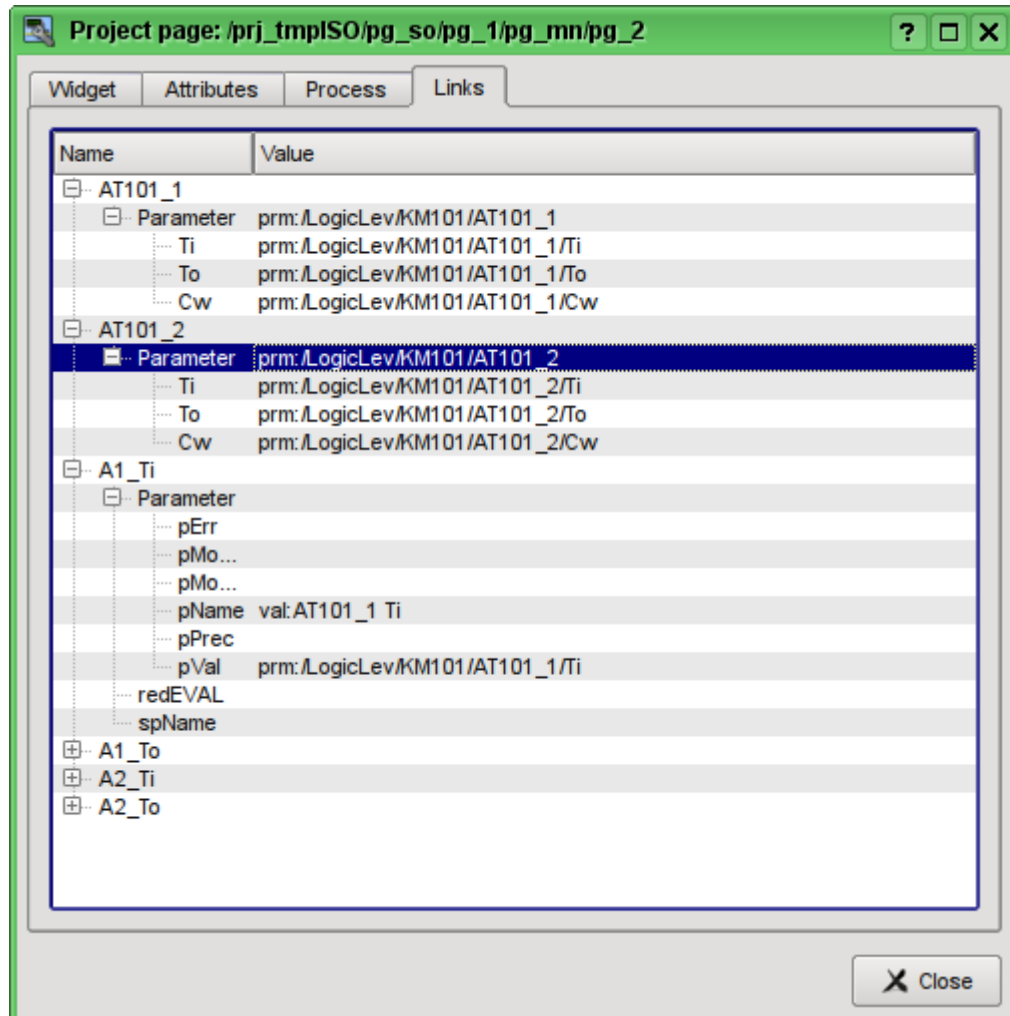 Project page: /prj_tmpISO/pg_so/pg_1/pg_mn/pg_2 ?
Widget Attributes Process Links
Name Value
AT101_1
Parameter prm:/LogicLev/KM101/AT101_1
Ti prm:/LogicLev/KM101/AT101_1/Ti
To prm:/LogicLev/KM101/AT101_1/To
Cw prm:/LogicLev/KM101/AT101_1/Cw
AT101_2
Parameter prm:/LogicLev/KM101/AT101_2
Ti prm:/LogicLev/KM101/AT101_2/Ti
To prm:/LogicLev/KM101/AT101_2/To
Cw prm:/LogicLev/KM101/AT101_2/Cw
A1_Ti
Parameter
pErr
pMo...
pMo...
pName val:AT101_1 Ti
pPrec
pVal prm:/LogicLev/KM101/AT101_1/Ti
redEVAL
spName
A1_To
A2_Ti
A2_To
Close